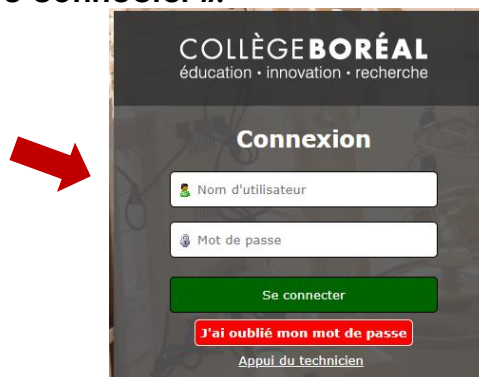 COLLÈGEBORÉAL
éducation • innovation • recherche
Connexion
Nom d'utilisateur
Mot de passe
Se connecter
J'ai oublié mon mot de passe
Appui du technicien